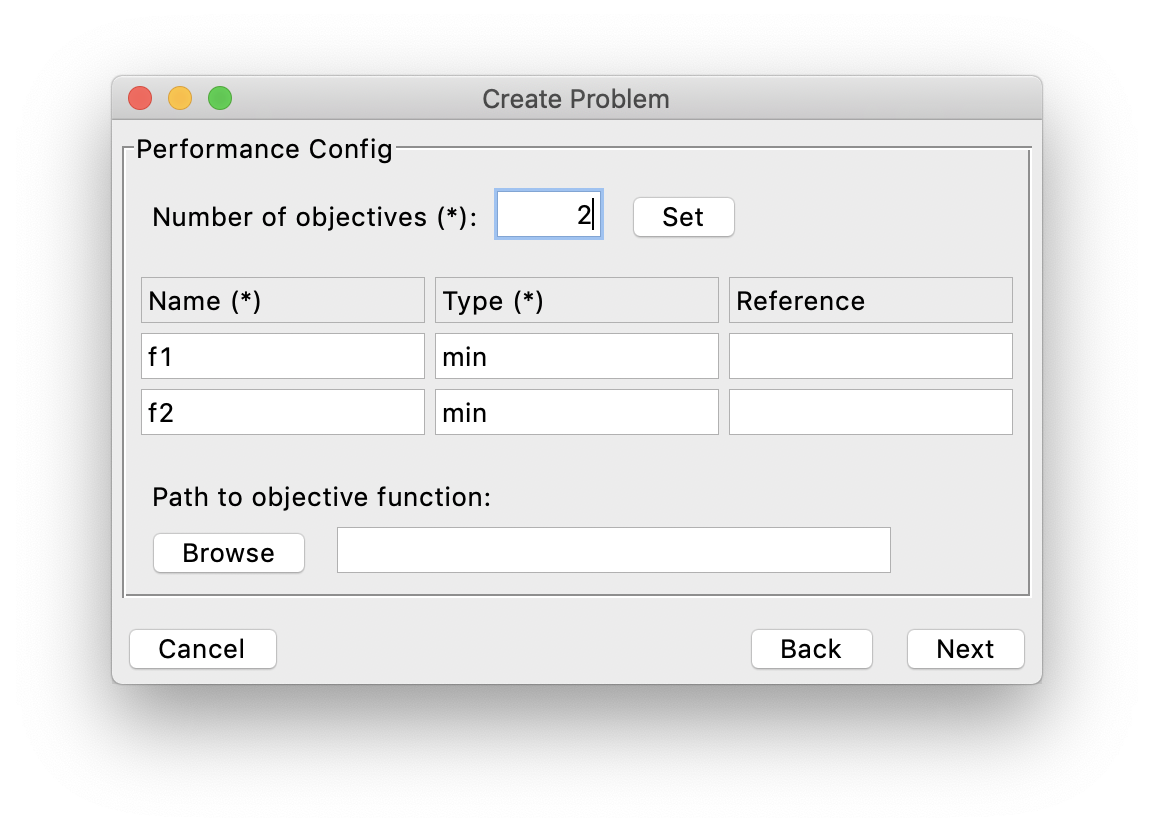 Create Problem
Performance Config
Number of objectives (*): 2 Set
Name (*) Type (*) Reference
f1 min
f2 min
Path to objective function:
Browse
Cancel Back Next